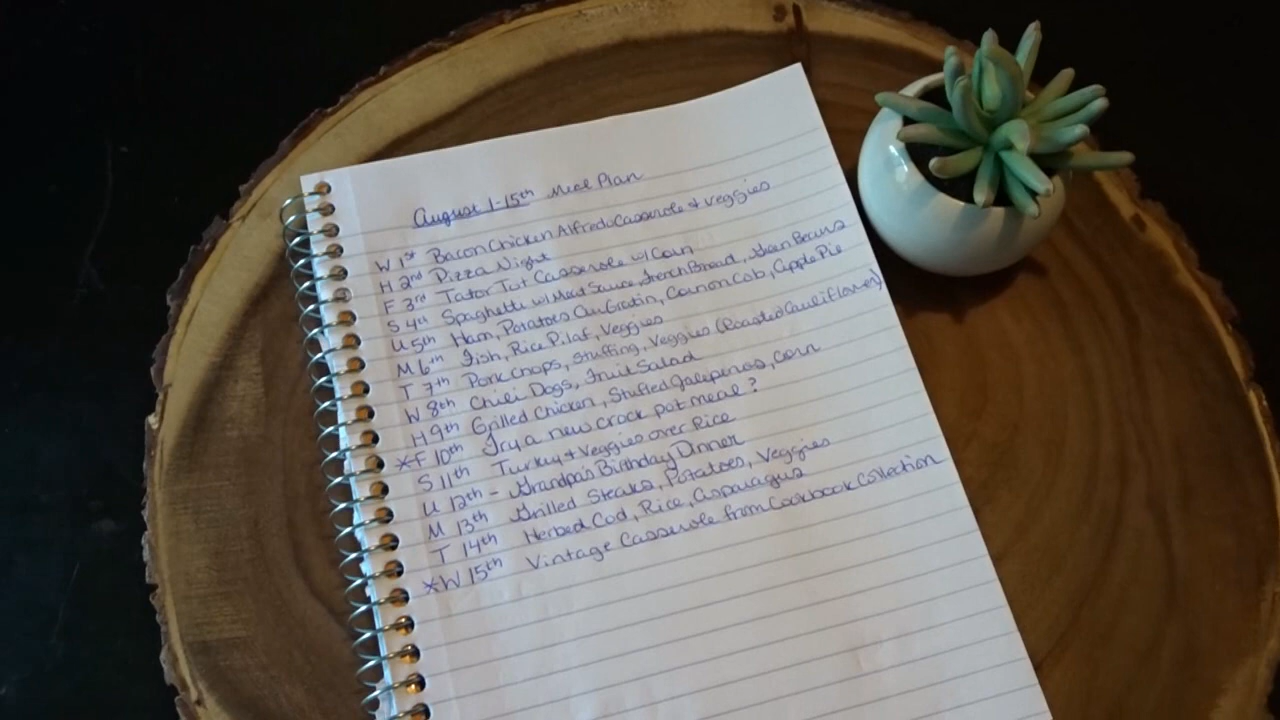 August 1-15th Meal Plan
W 1st Bacon Chicken Alfredo Casserole & veggies
H 2nd Pizza Night
F 3rd Tator Tut Casserole w/ Corn
S 4th Spaghetti w/ Meat Sauce, French Bread, Green Beans
U 5th Ham, Potatoes Au Gratin, Corn on Cob, Apple Pie
M 6th Fish, Rice Pilaf, Veggies
T 7th Pork Chops, Stuffing, Veggies (Roasted Cauliflower)
W 8th Chili Dogs, Fruit Salad
H 9th Grilled Chicken, Stuffed Jalepenos, Corn
*F 10th Try a new crock pot meal?
S 11th Turkey & Veggies over Rice
U 12th - Grandpa's Birthday Dinner
M 13th Grilled Steaks, Potatoes, Veggies
T 14th Herbed Cod, Rice, Asparagus
*W 15th Vintage Casserole from Cookbook Collection